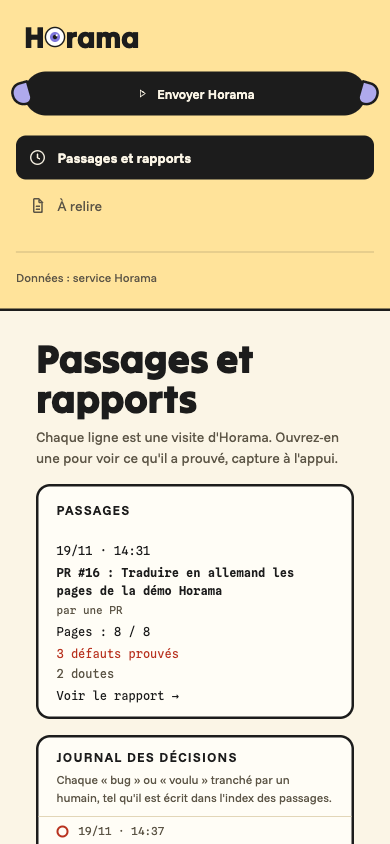 Horama
Envoyer Horama
Passages et rapports
À relire
Données : service Horama
Passages et
rapports
Chaque ligne est une visite d'Horama. Ouvrez-en
une pour voir ce qu'il a prouvé, capture à l'appui.
PASSAGES
19/11 · 14:31
PR #16 : Traduire en allemand les
pages de la démo Horama
par une PR
Pages : 8 / 8
3 défauts prouvés
2 doutes
Voir le rapport →
JOURNAL DES DÉCISIONS
Chaque « bug » ou « voulu » tranché par un
humain, tel qu'il est écrit dans l'index des passages.
19/11 · 14:37